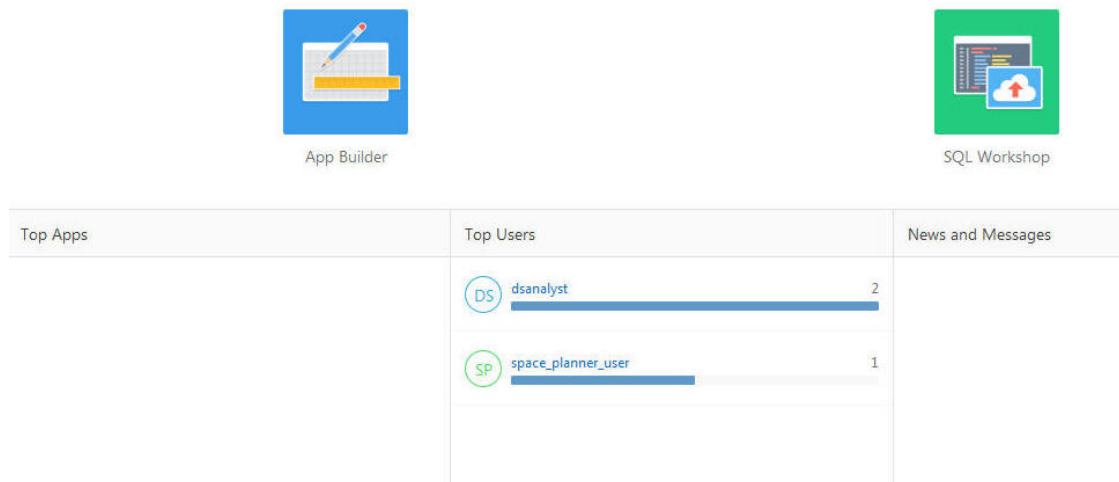 App Builder
SQL Workshop
Top Apps
Top Users
News and Messages
DS
dsanalyst
2
SP
space_planner_user
1